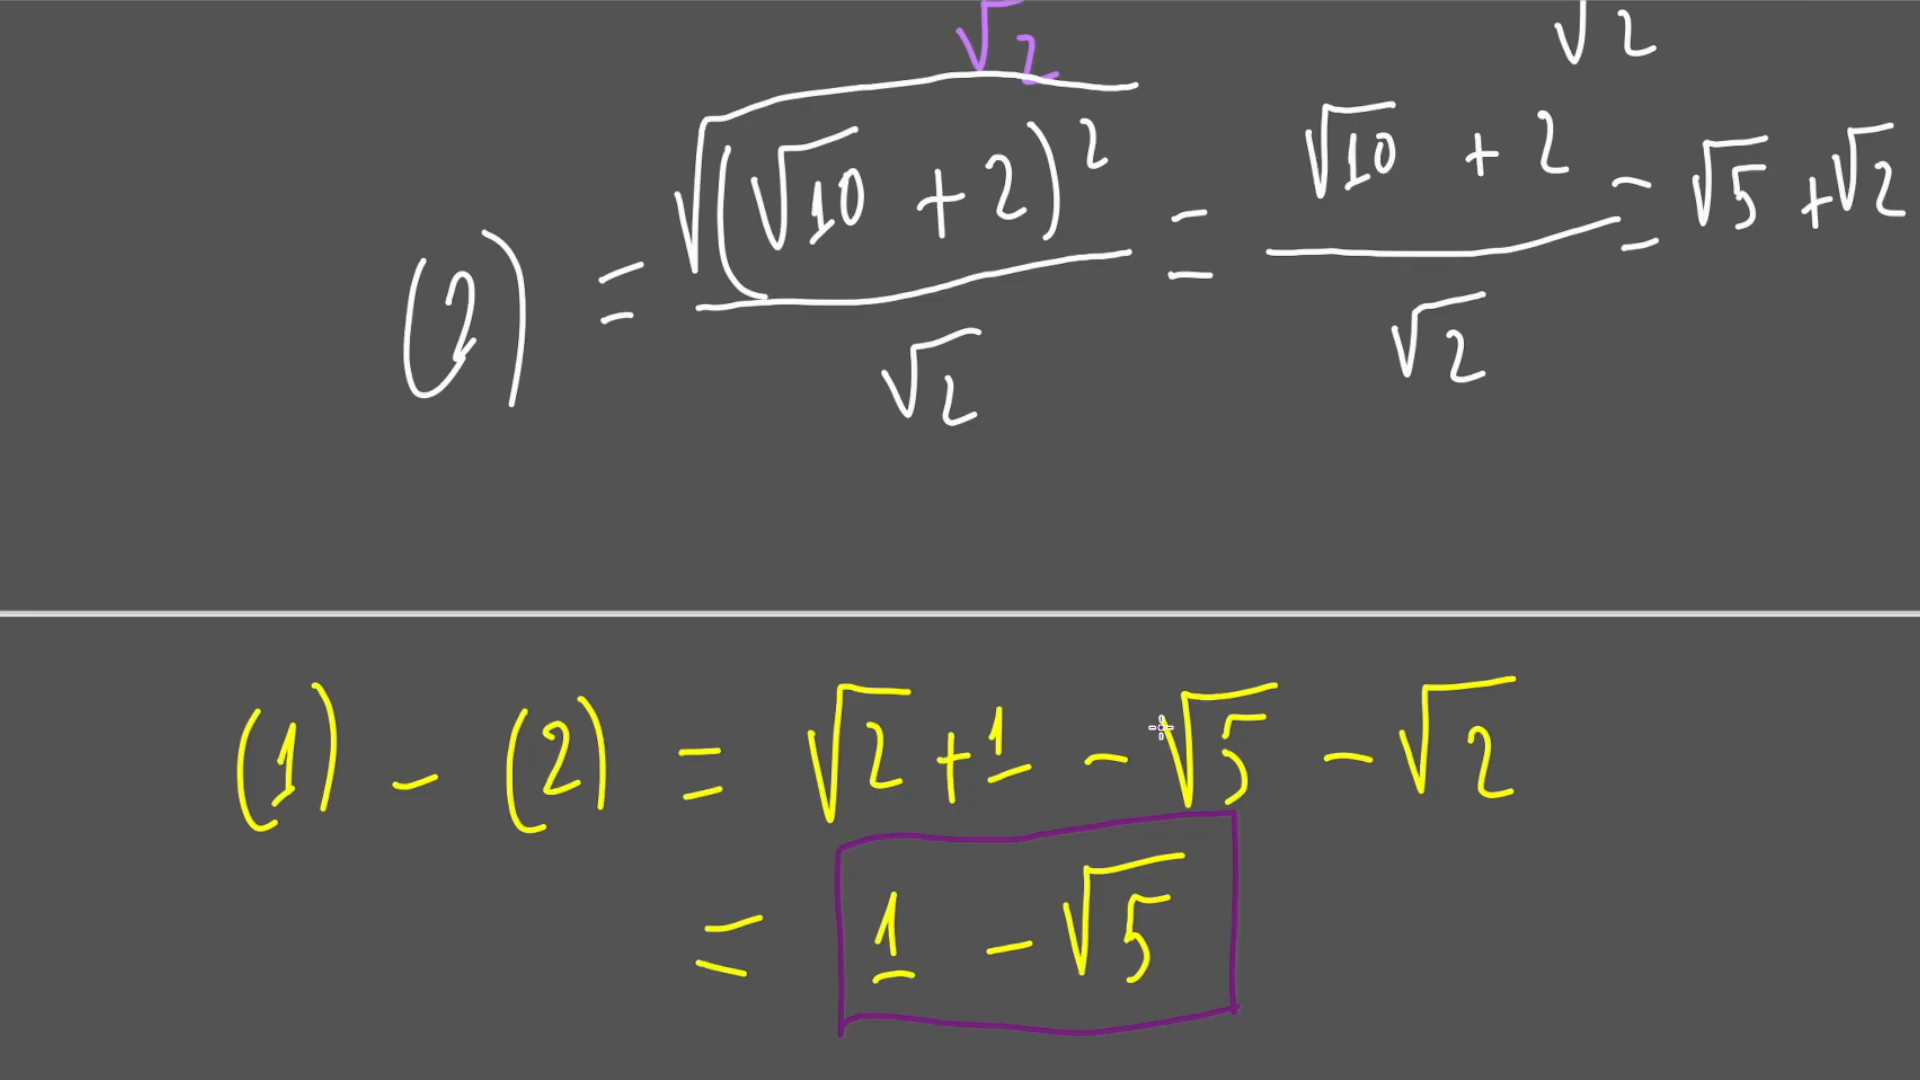 √2 √2
(2) = √((√10 + 2)²) / √2 = (√10 + 2) / √2 = √5 + √2
(1) - (2) = √2 + 1 - √5 - √2
= 1 - √5